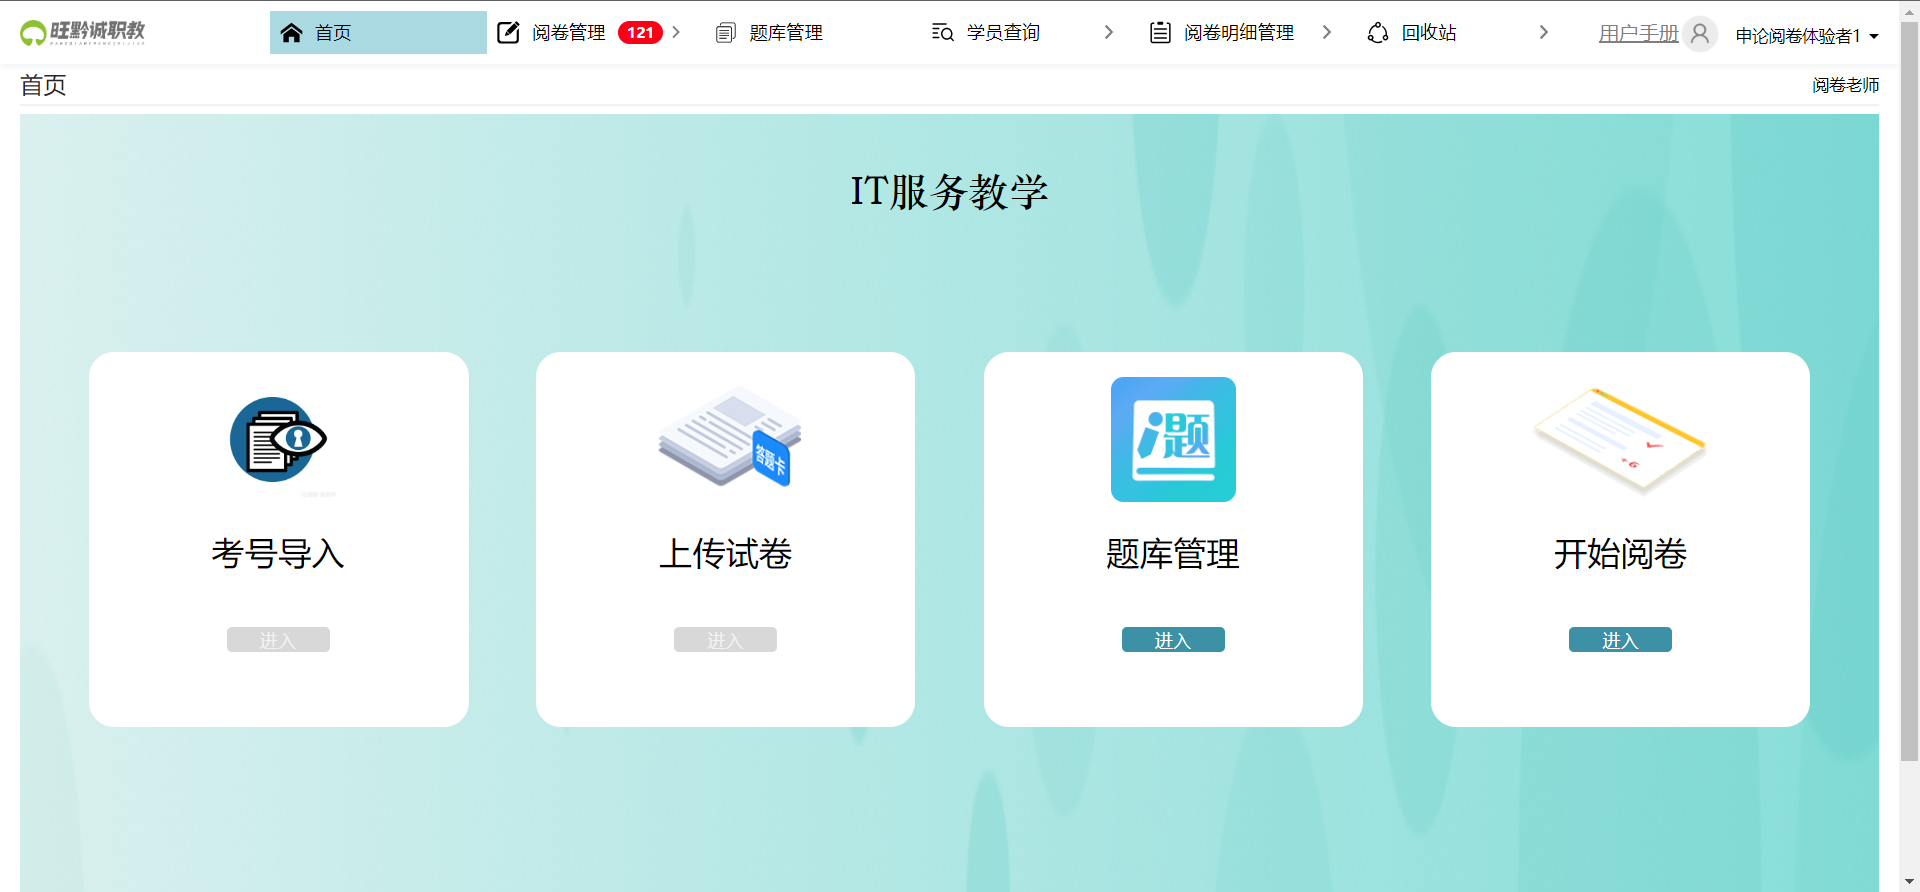 旺黔诚职教
首页
阅卷管理 121
题库管理
学员查询
阅卷明细管理
回收站
用户手册
申论阅卷体验者1
首页
阅卷老师
IT服务教学
答题卡
题
+6
考号导入
上传试卷
题库管理
开始阅卷
进入
进入
进入
进入